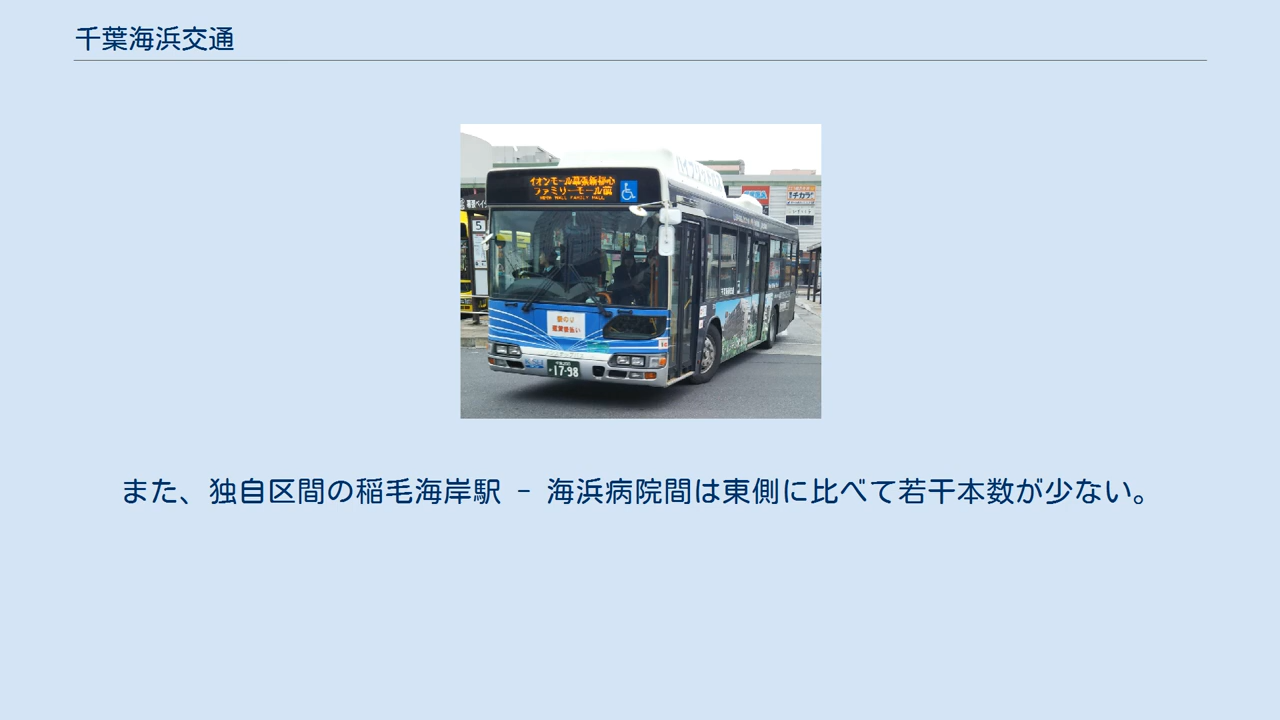 千葉海浜交通
イオンモール幕張新都心
ファミリーモール前
5
17-98
また、独自区間の稲毛海岸駅 － 海浜病院間は東側に比べて若干本数が少ない。